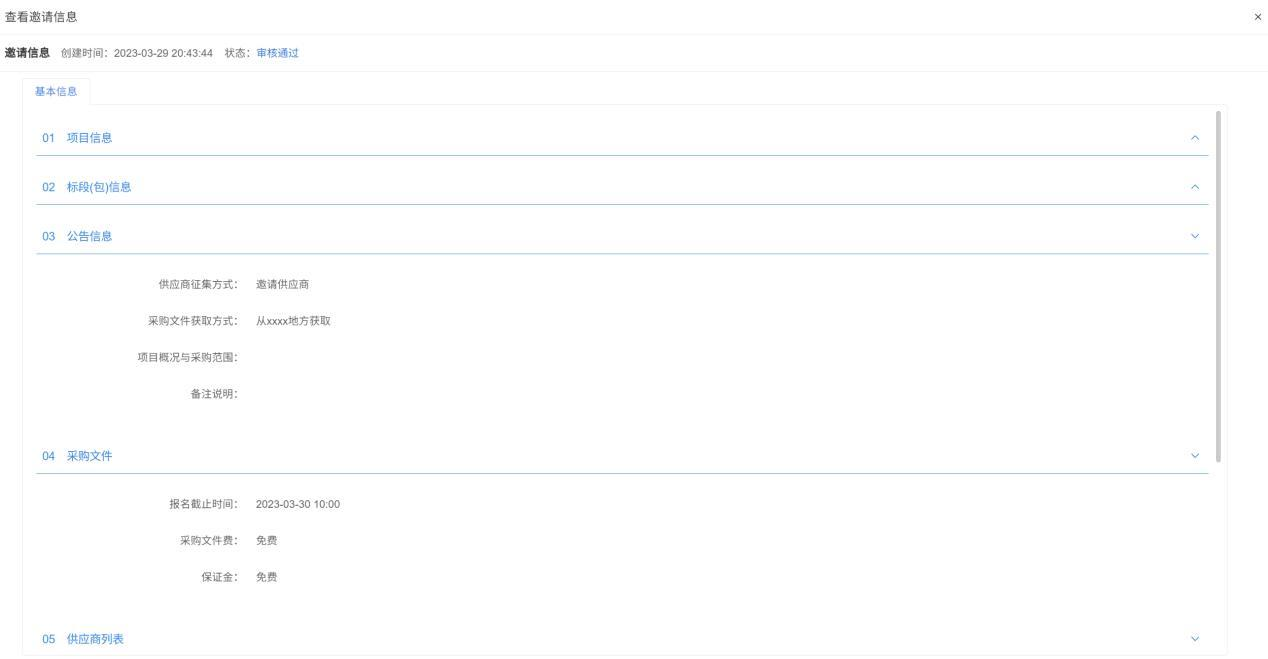 查看邀请信息 ×
邀请信息 创建时间：2023-03-29 20:43:44 状态：审核通过
基本信息
01 项目信息
02 标段(包)信息
03 公告信息
供应商征集方式： 邀请供应商
采购文件获取方式： 从xxxx地方获取
项目概况与采购范围：
备注说明：
04 采购文件
报名截止时间： 2023-03-30 10:00
采购文件费： 免费
保证金： 免费
05 供应商列表